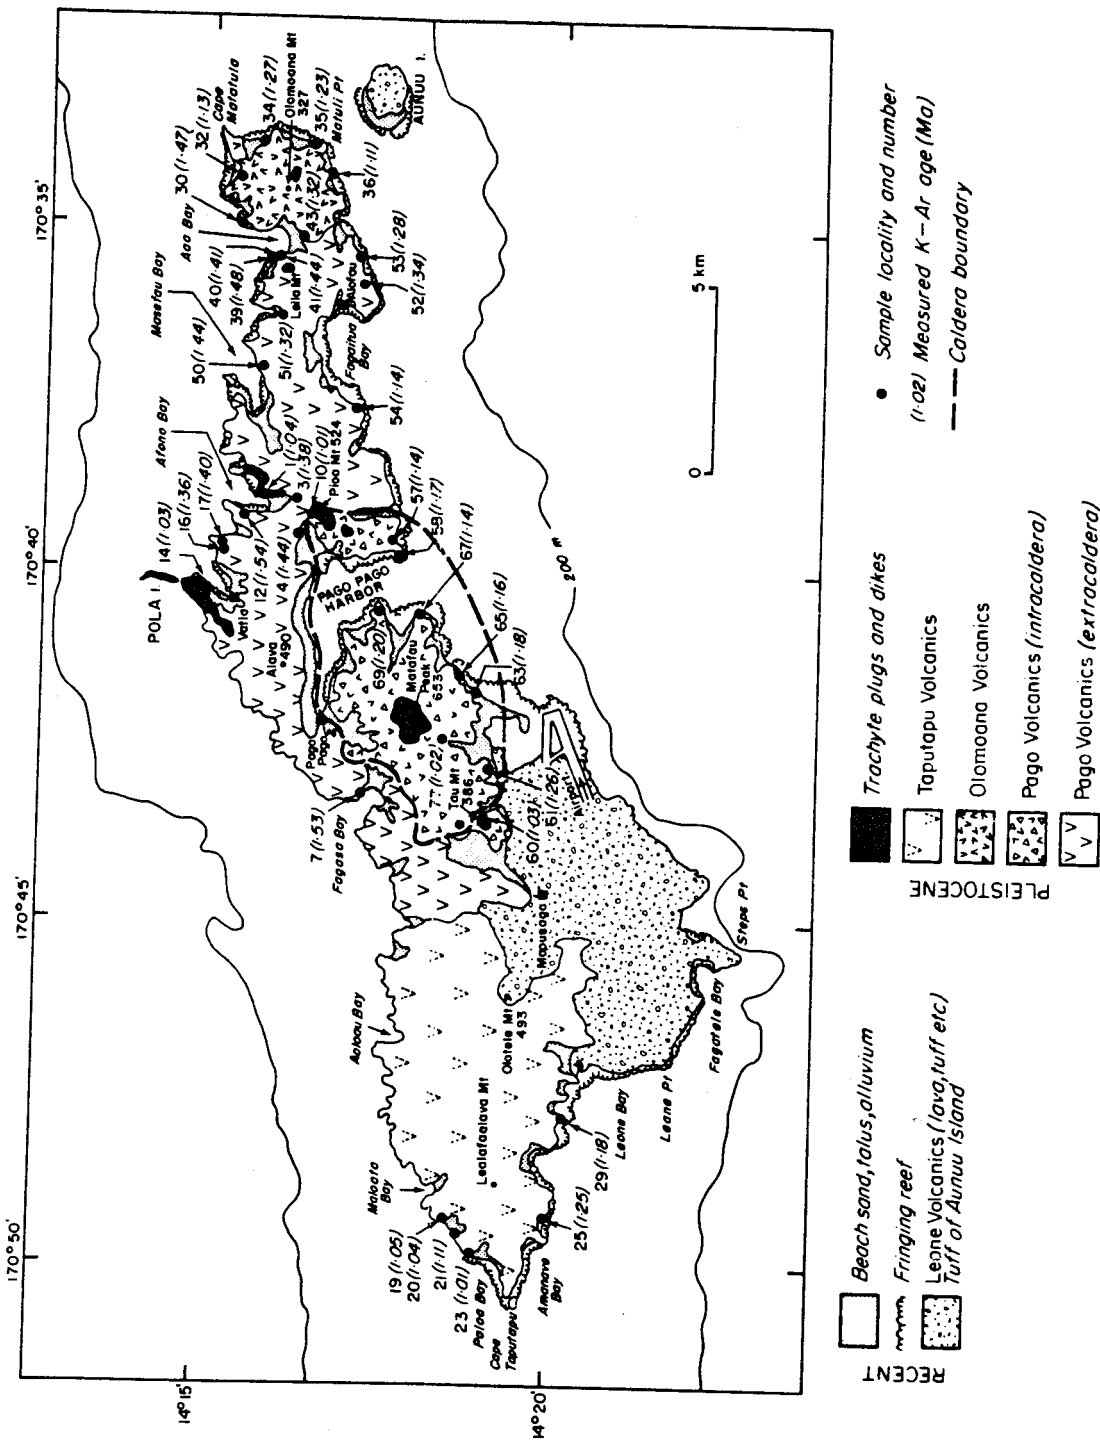 170°50'
170°45'
170°40'
170°35'
14°15'
14°20'
POLA I.
14(1·03)
16(1·36)
17(1·40)
Afono Bay
Masefau Bay
50(1·44)
Aoa Bay
30(1·47)
32(1·13)
Cape
Matatula
34(1·27)
Olomoana Mt
327
35(1·23)
Matuli Pt
36(1·11)
AUNUU I.
40(1·41)
39(1·48)
Leila Mt
41(1·44)
43(1·32)
51(1·32)
53(1·28)
52(1·34)
Fagaitua
Bay
54(1·14)
1(1·04)
3(1·38)
10(1·01)
Pioa Mt 524
Vatia
12(1·54)
4(1·44)
Alava
490
PAGO PAGO
HARBOR
57(1·14)
58(1·17)
67(1·14)
65(1·16)
63(1·18)
69(1·20)
Matafau
Peak
653
Pago
Pago
7(1·53)
Fagasa Bay
77(1·02)
Tau Mt
386
61(1·26)
60(1·03)
Airport
Mapusaga
Aoloau Bay
Olotele Mt
493
Lealafaalava Mt
Maloata
Bay
19(1·05)
20(1·04)
21(1·11)
23(1·01)
Poloa Bay
Cape
Taputapu
Amanave
Bay
25(1·25)
29(1·18)
Leone Bay
Leone Pt
Fagatele Bay
Steps Pt
200 m
0 5 km
RECENT
Beach sand, talus, alluvium
Fringing reef
Leone Volcanics (lava, tuff etc)
Tuff of Aunuu Island
PLEISTOCENE
Trachyte plugs and dikes
Taputapu Volcanics
Olomoana Volcanics
Pago Volcanics (intracaldera)
Pago Volcanics (extracaldera)
Sample locality and number
(1·02) Measured K-Ar age (Ma)
Caldera boundary